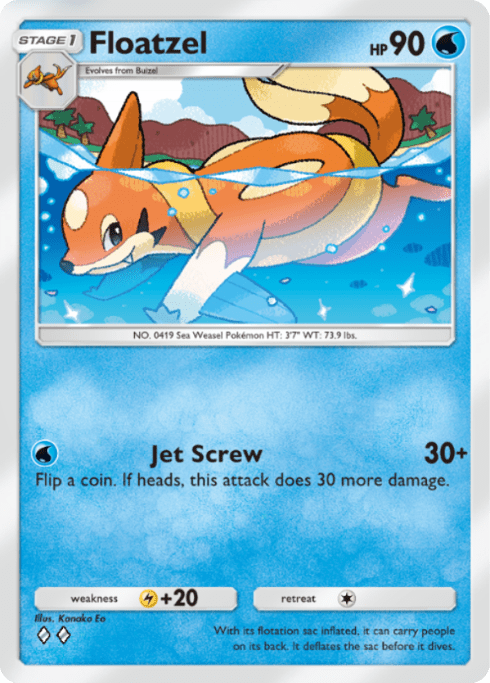 STAGE 1 Floatzel HP 90
Evolves from Buizel
NO. 0419 Sea Weasel Pokémon HT: 3'7" WT: 73.9 lbs.
Jet Screw 30+
Flip a coin. If heads, this attack does 30 more damage.
weakness +20 retreat
Illus. Kanako Eo
With its flotation sac inflated, it can carry people
on its back. It deflates the sac before it dives.